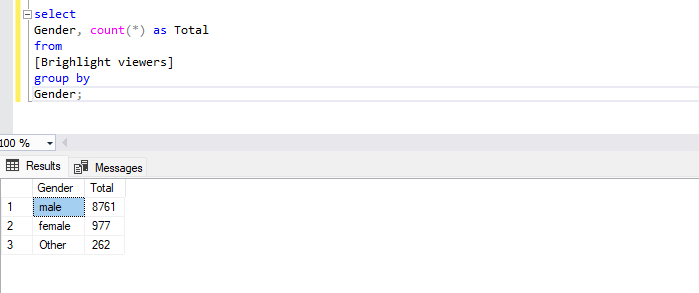 select
Gender, count(*) as Total
from
[Brighlight viewers]
group by
Gender;
100 %
Results Messages
Gender Total
1 male 8761
2 female 977
3 Other 262